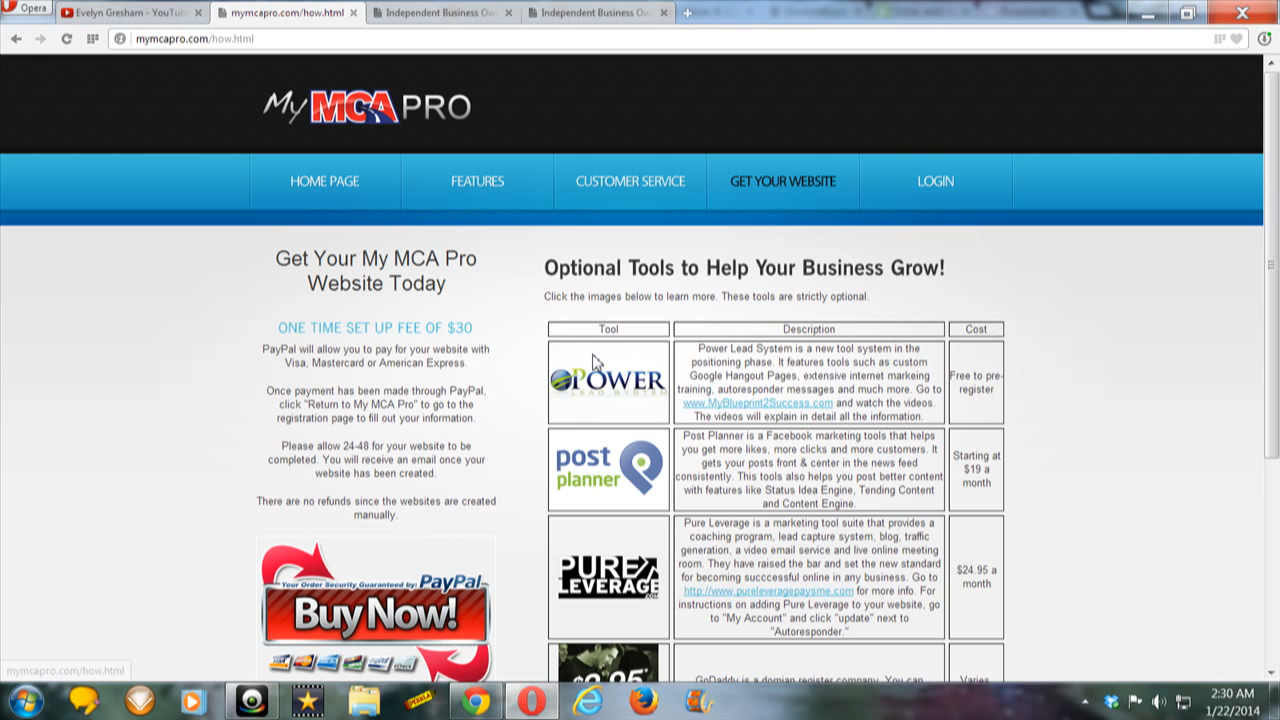 Opera
Evelyn Gresham - YouTub
mymcapro.com/how.html
Independent Business Ow
Independent Business Ow
mymcapro.com/how.html
My MCA PRO
HOME PAGE
FEATURES
CUSTOMER SERVICE
GET YOUR WEBSITE
LOGIN
Get Your My MCA Pro
Website Today
ONE TIME SET UP FEE OF $30
PayPal will allow you to pay for your website with
Visa, Mastercard or American Express.
Once payment has been made through PayPal,
click "Return to My MCA Pro" to go to the
registration page to fill out your information.
Please allow 24-48 for your website to be
completed. You will receive an email once your
website has been created.
There are no refunds since the websites are created
manually.
Your Order Security Guaranteed by: PayPal
Buy Now!
Optional Tools to Help Your Business Grow!
Click the images below to learn more. These tools are strictly optional.
Tool
Description
Cost
POWER
LEAD SYSTEM
Power Lead System is a new tool system in the
positioning phase. It features tools such as custom
Google Hangout Pages, extensive internet markeing
training, autoresponder messages and much more. Go to
www.MyBlueprint2Success.com and watch the videos.
The videos will explain in detail all the information.
Free to pre-
register
post
planner
Post Planner is a Facebook marketing tools that helps
you get more likes, more clicks and more customers. It
gets your posts front & center in the news feed
consistently. This tools also helps you post better content
with features like Status Idea Engine, Tending Content
and Content Engine.
Starting at
$19 a
month
PURE
LEVERAGE
.COM
Pure Leverage is a marketing tool suite that provides a
coaching program, lead capture system, blog, traffic
generation, a video email service and live online meeting
room. They have raised the bar and set the new standard
for becoming succcessful online in any business. Go to
http://www.pureleveragepaysme.com for more info. For
instructions on adding Pure Leverage to your website, go
to "My Account" and click "update" next to
"Autoresponder."
$24.95 a
month
GoDaddy is a domain register company. You can
Varies
mymcapro.com/how.html
2:30 AM
1/22/2014